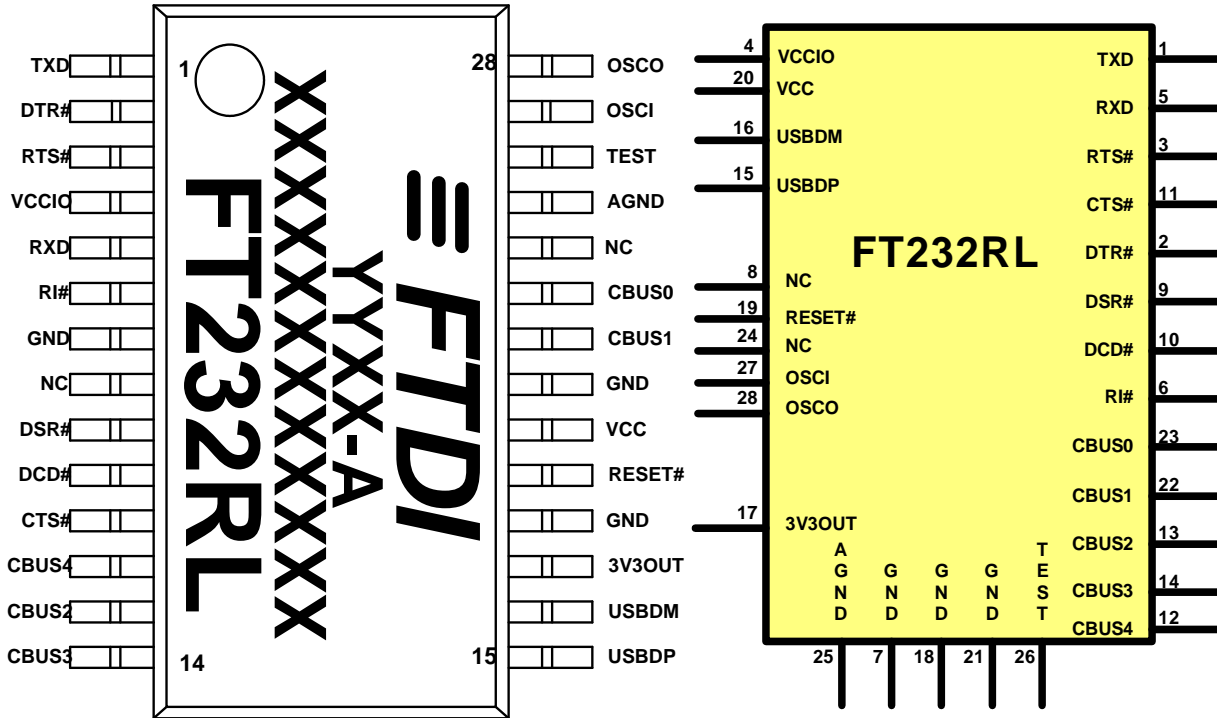 TXD
DTR#
RTS#
VCCIO
RXD
RI#
GND
NC
DSR#
DCD#
CTS#
CBUS4
CBUS2
CBUS3
1
28
14
15
FT232RL
XXXXXXXXXXXX
YYXX-A
FTDI
OSCO
OSCI
TEST
AGND
NC
CBUS0
CBUS1
GND
VCC
RESET#
GND
3V3OUT
USBDM
USBDP
4 VCCIO
20 VCC
16 USBDM
15 USBDP
8 NC
19 RESET#
24 NC
27 OSCI
28 OSCO
17 3V3OUT
FT232RL
TXD 1
RXD 5
RTS# 3
CTS# 11
DTR# 2
DSR# 9
DCD# 10
RI# 6
CBUS0 23
CBUS1 22
CBUS2 13
CBUS3 14
CBUS4 12
AGND
GND
GND
GND
TEST
25 7 18 21 26